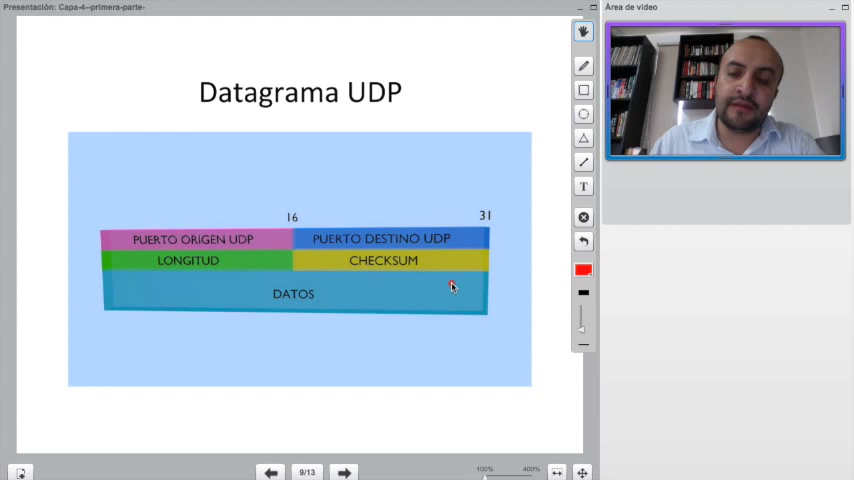 Presentación: Capa-4--primera-parte-
Área de video
Datagrama UDP
16
31
PUERTO ORIGEN UDP
PUERTO DESTINO UDP
LONGITUD
CHECKSUM
DATOS
T
9/13
100%
400%